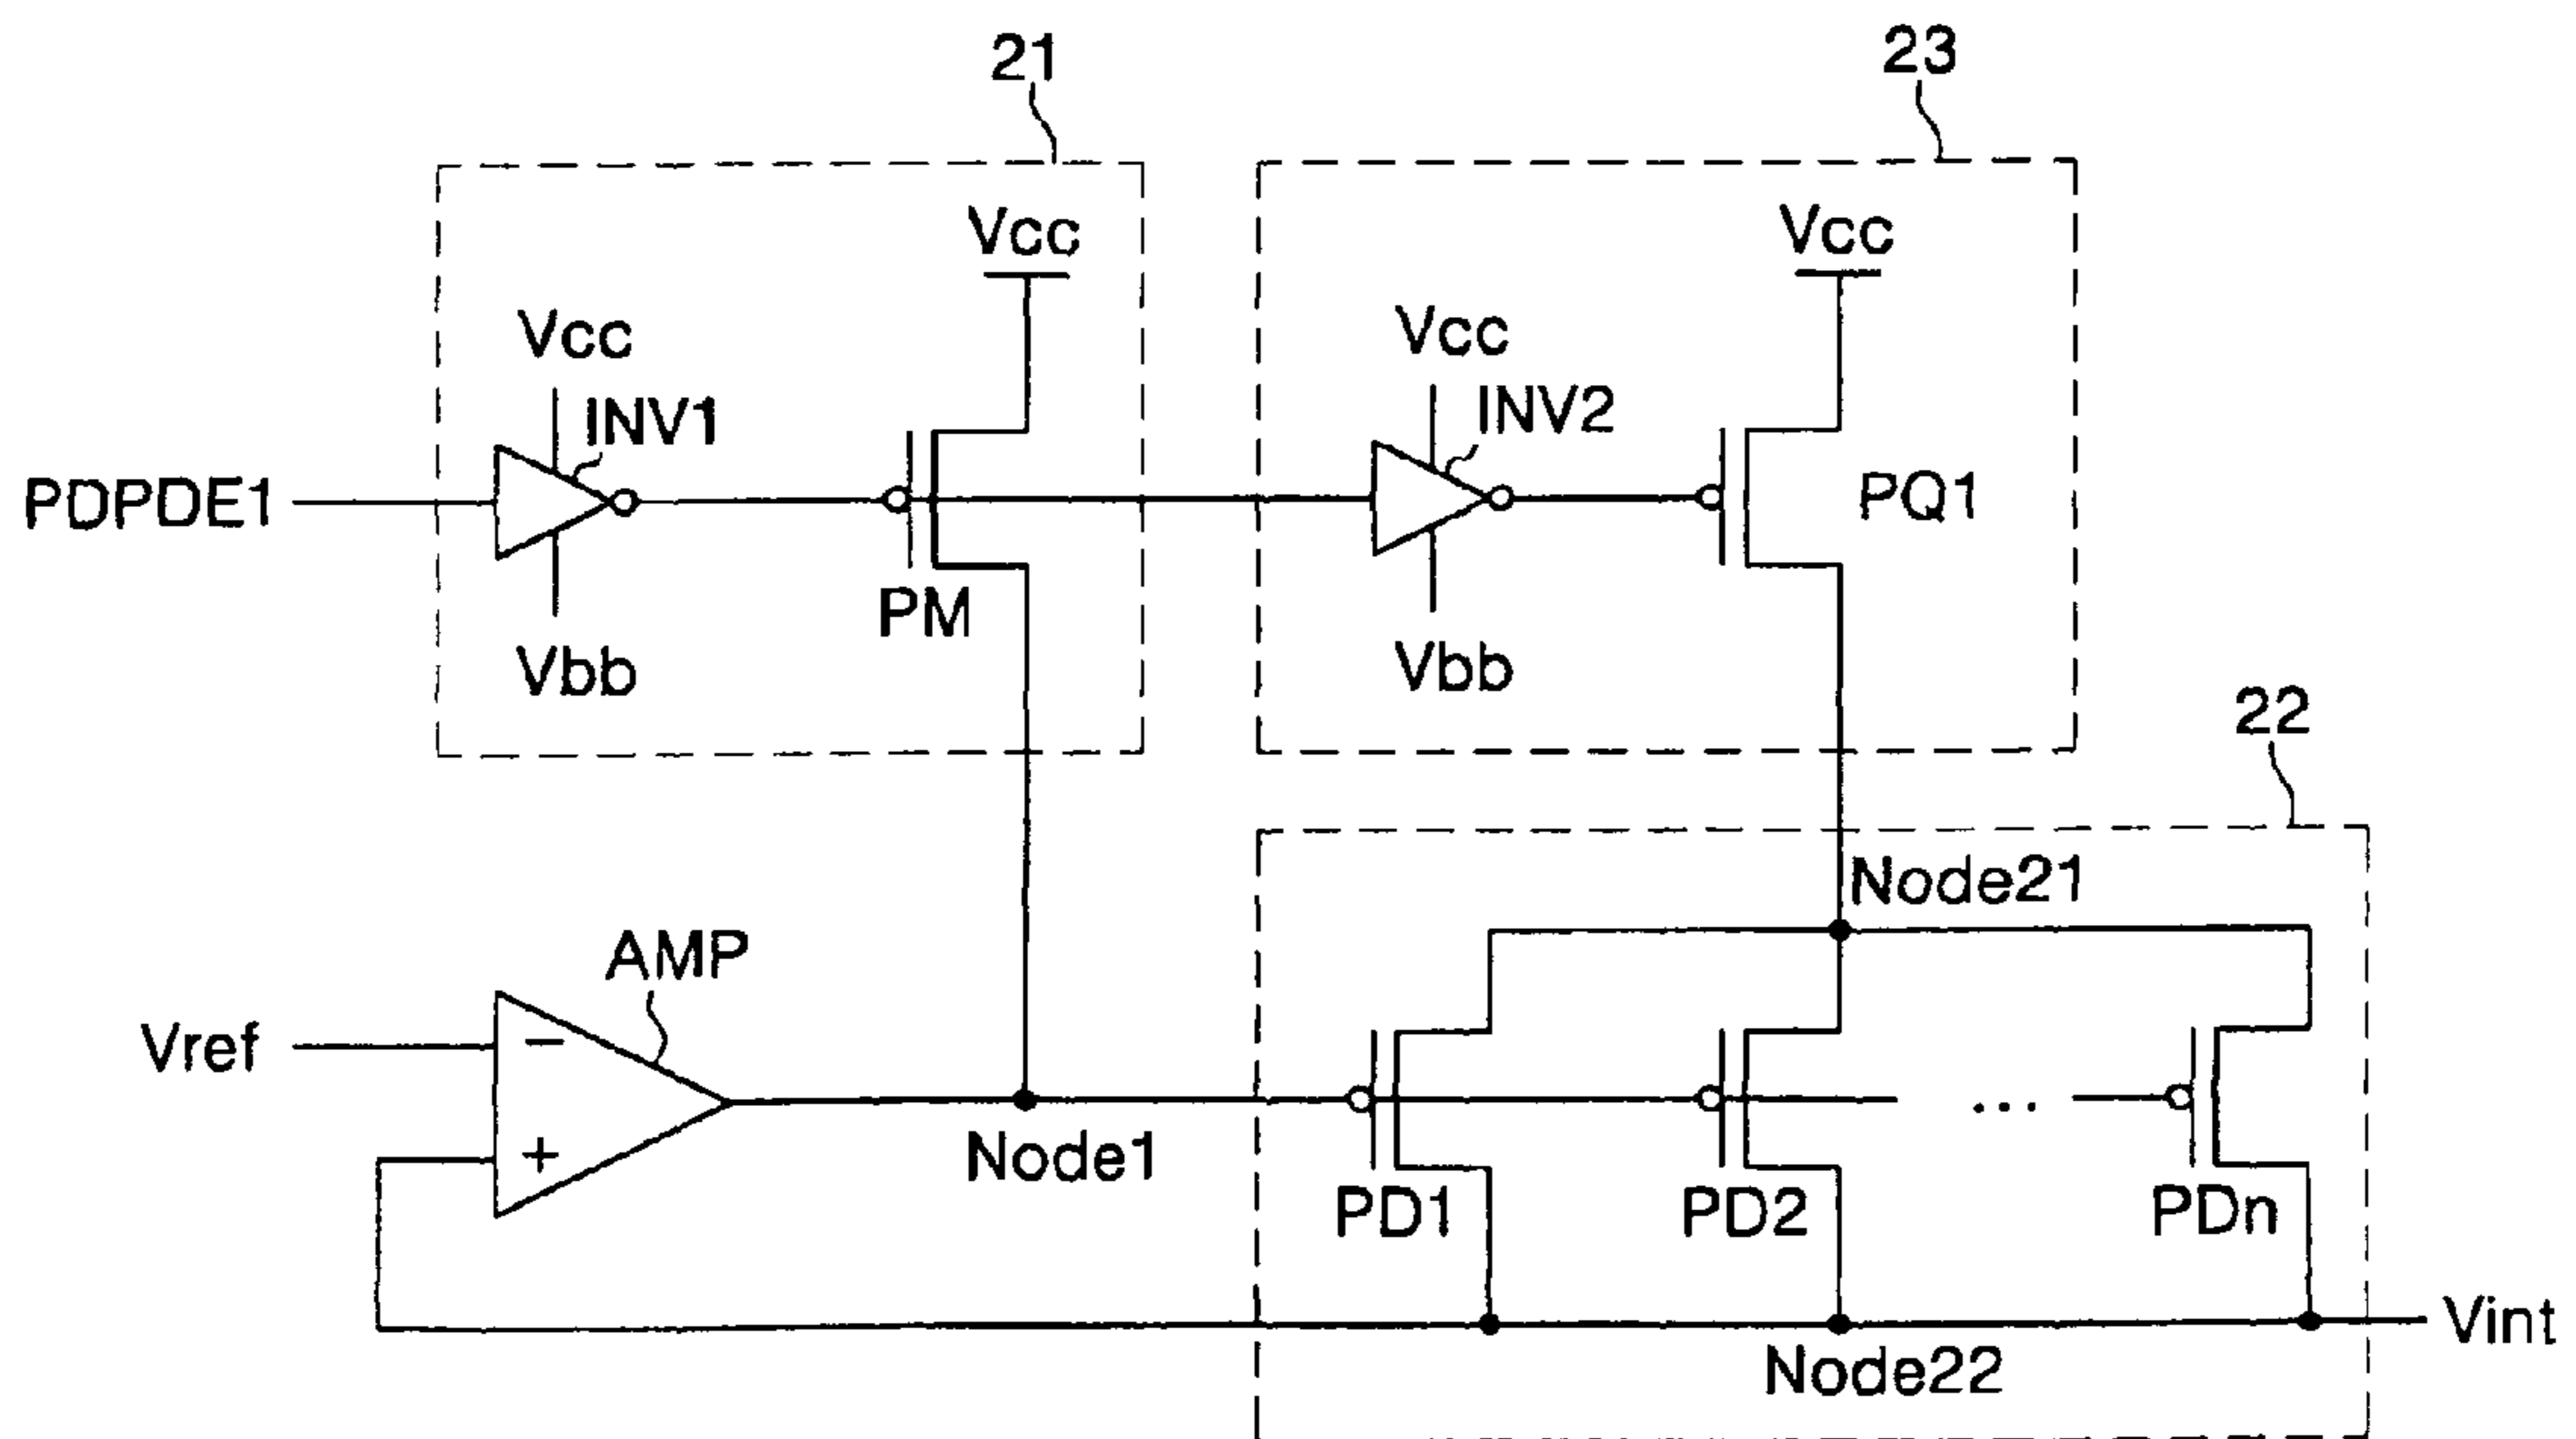 21
23
Vcc
Vcc
Vcc
INV1
Vcc
INV2
PDPDE1
PQ1
PM
Vbb
Vbb
22
Node21
AMP
Vref
−
+
Node1
...
PD1
PD2
PDn
Vint
Node22